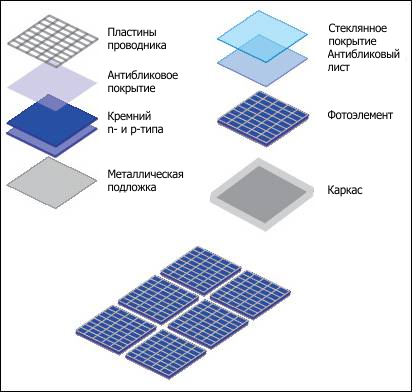 Пластины
проводника
Антибликовое
покрытие
Кремний
n- и p-типа
Металлическая
подложка
Стеклянное
покрытие
Антибликовый
лист
Фотоэлемент
Каркас